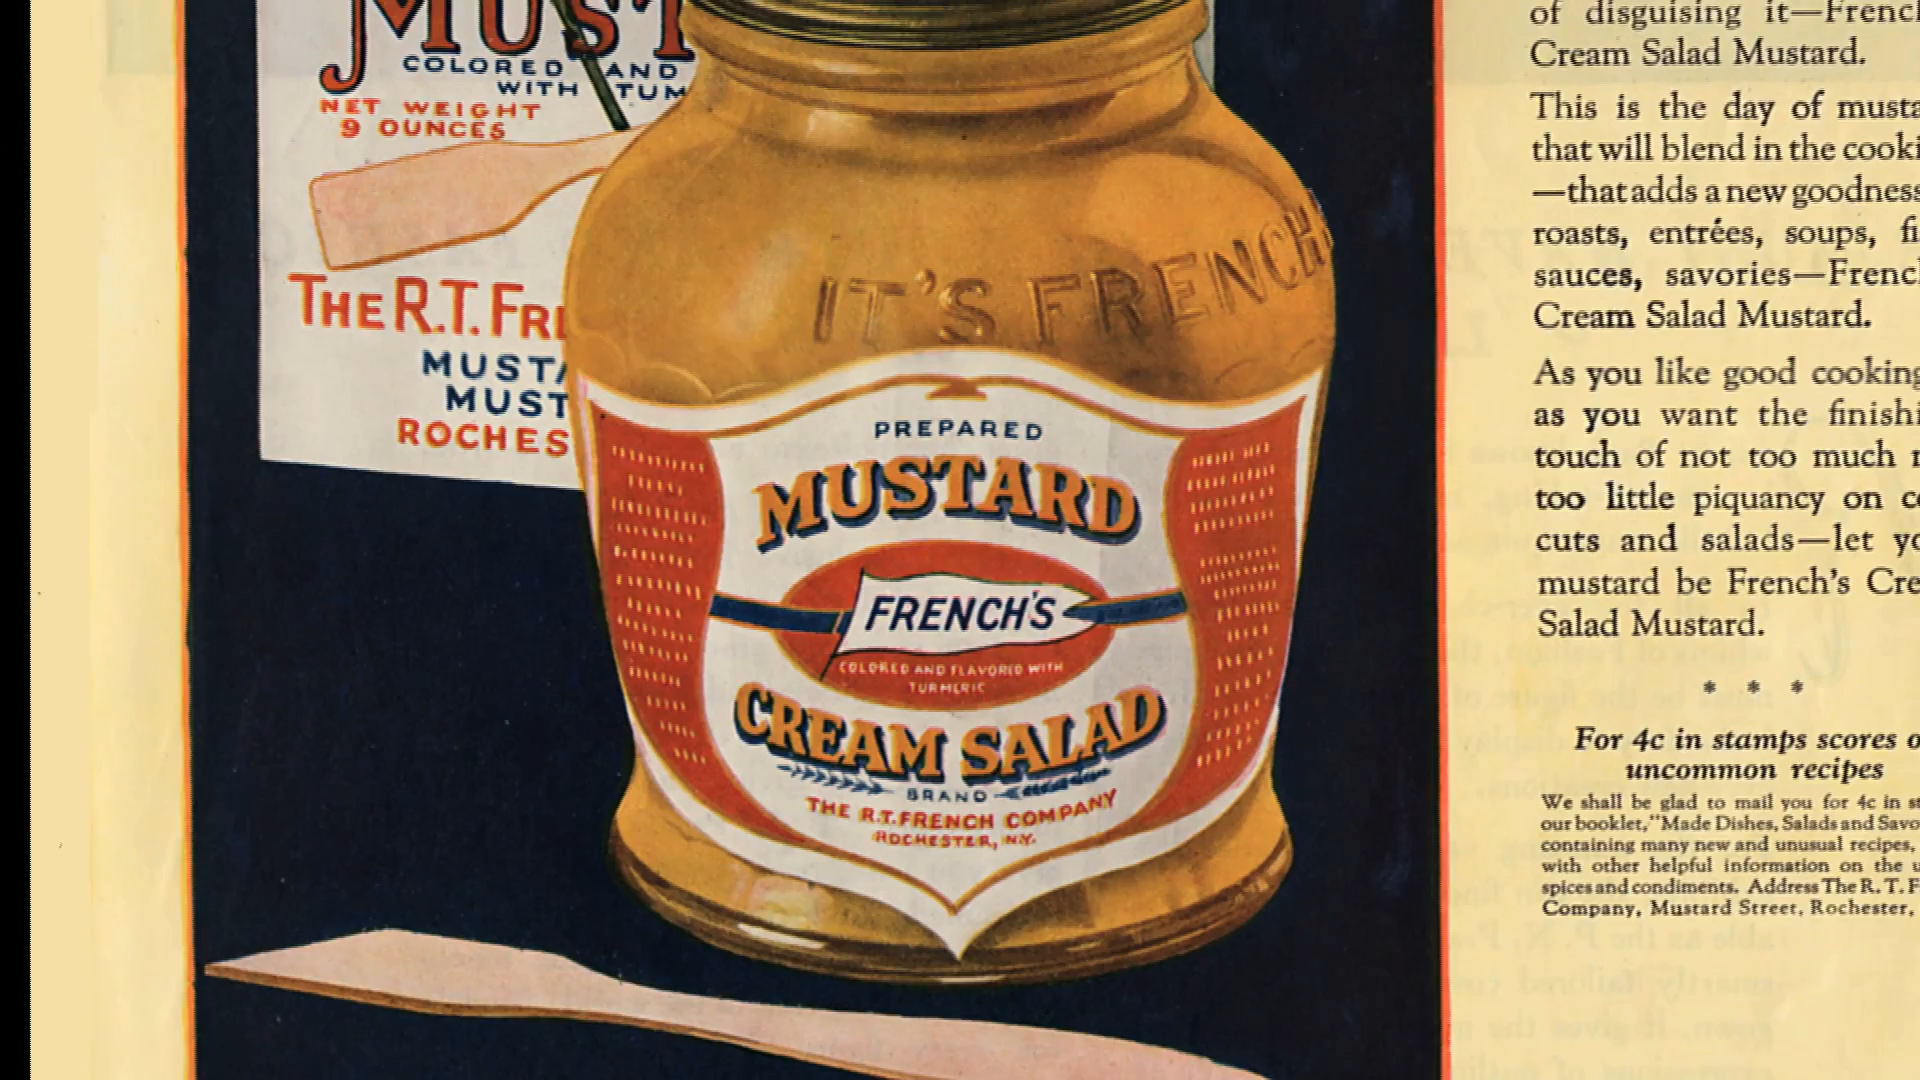 MUST
COLORED AND
WITH TUM
NET WEIGHT
9 OUNCES
THE R.T. FRE
MUSTA
MUST
ROCHES
IT'S FRENCH'
PREPARED
MUSTARD
FRENCH'S
COLORED AND FLAVORED WITH
TURMERIC
CREAM SALAD
BRAND
THE R.T. FRENCH COMPANY
ROCHESTER, N.Y.
of disguising it—French
Cream Salad Mustard.
This is the day of musta
that will blend in the cooki
—that adds a new goodness
roasts, entrées, soups, fi
sauces, savories—French
Cream Salad Mustard.
As you like good cooking
as you want the finishi
touch of not too much n
too little piquancy on co
cuts and salads—let yo
mustard be French's Cre
Salad Mustard.
* * *
For 4c in stamps scores o
uncommon recipes
We shall be glad to mail you for 4c in st
our booklet, "Made Dishes, Salads and Savo
containing many new and unusual recipes,
with other helpful information on the u
spices and condiments. Address The R. T. F
Company, Mustard Street, Rochester,